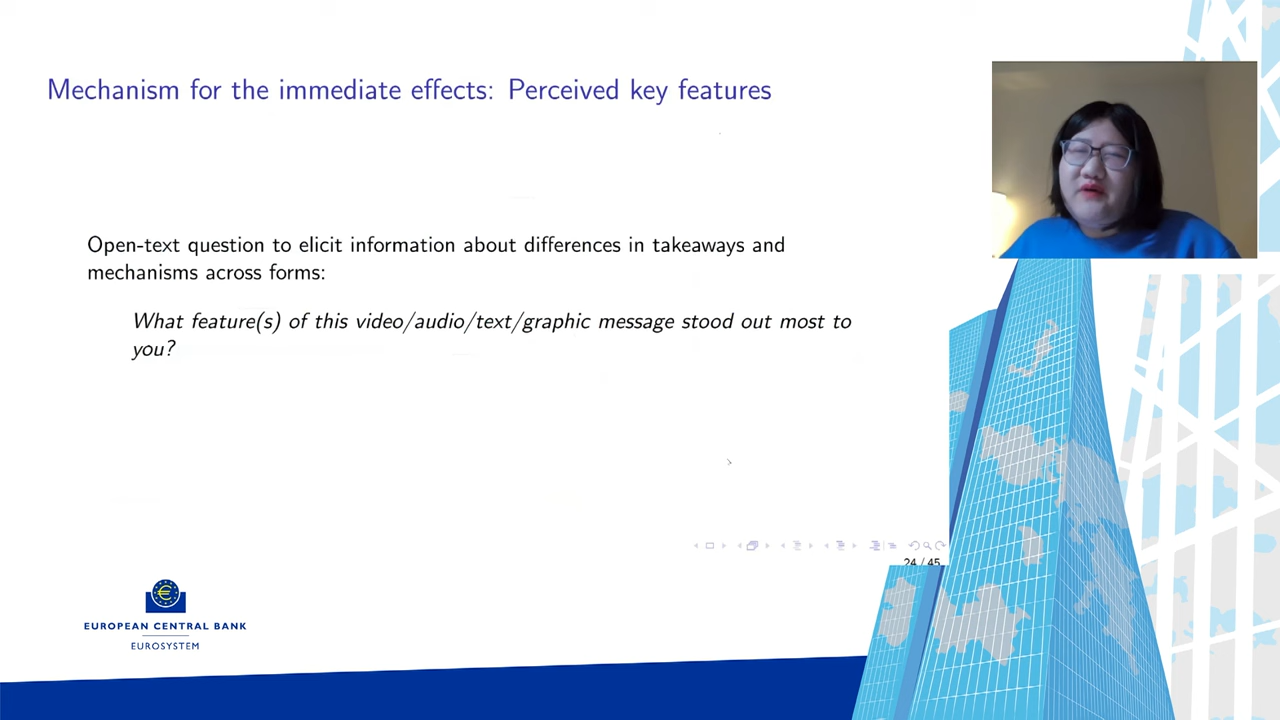 Mechanism for the immediate effects: Perceived key features
Open-text question to elicit information about differences in takeaways and
mechanisms across forms:
What feature(s) of this video/audio/text/graphic message stood out most to
you?
24 / 45
EUROPEAN CENTRAL BANK
EUROSYSTEM